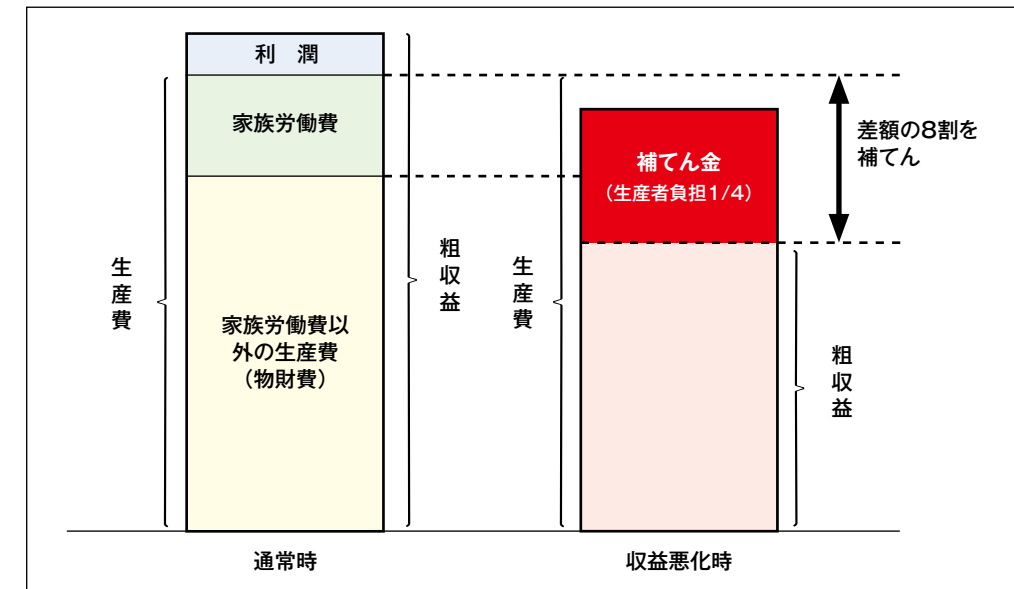 利　潤
家族労働費
家族労働費以
外の生産費
（物財費）
生産費
粗収益
通常時
生産費
補てん金
（生産者負担1/4）
差額の8割を
補てん
粗収益
収益悪化時